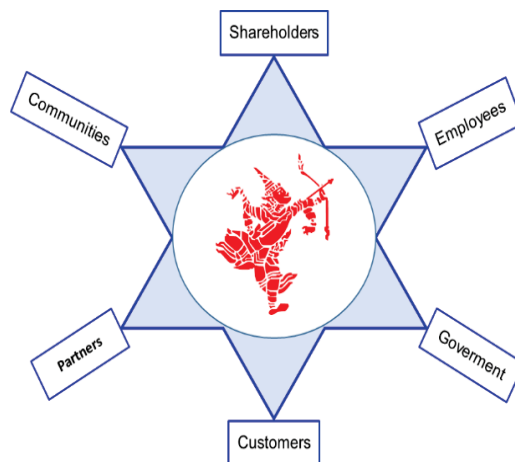 Shareholders
Communities
Employees
Partners
Goverment
Customers